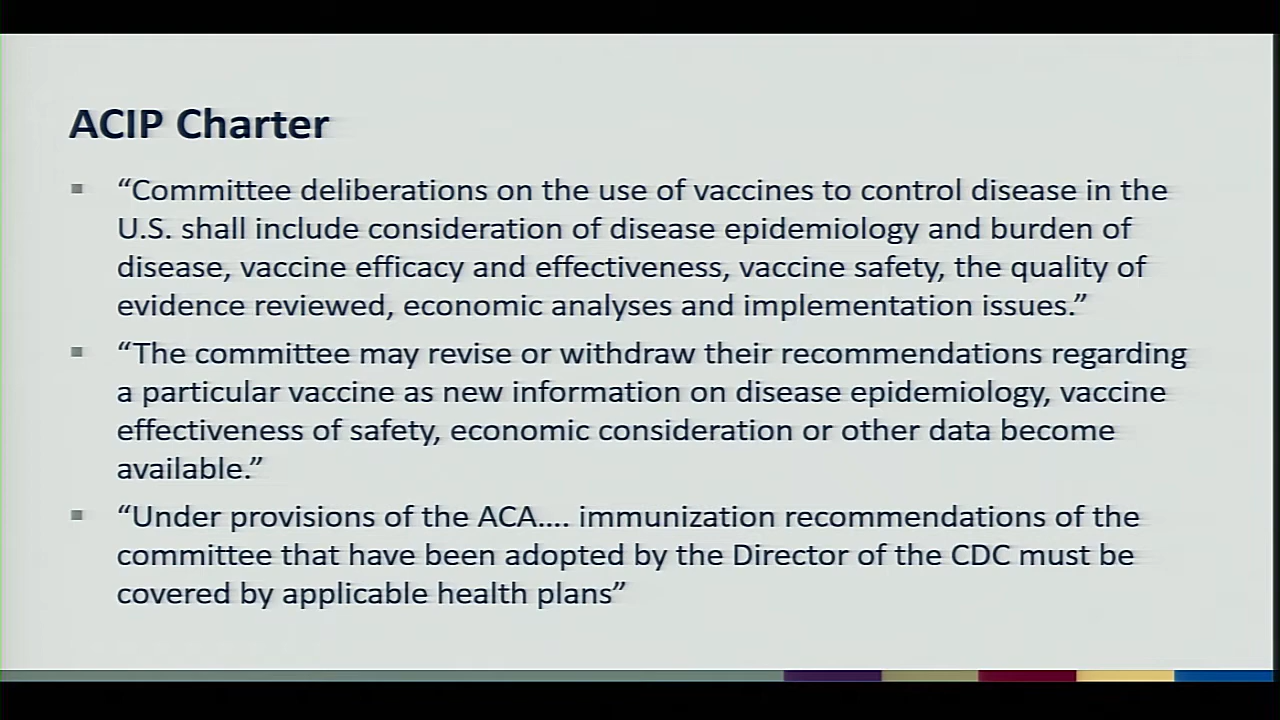 ACIP Charter
“Committee deliberations on the use of vaccines to control disease in the
U.S. shall include consideration of disease epidemiology and burden of
disease, vaccine efficacy and effectiveness, vaccine safety, the quality of
evidence reviewed, economic analyses and implementation issues.”
“The committee may revise or withdraw their recommendations regarding
a particular vaccine as new information on disease epidemiology, vaccine
effectiveness of safety, economic consideration or other data become
available.”
“Under provisions of the ACA.... immunization recommendations of the
committee that have been adopted by the Director of the CDC must be
covered by applicable health plans”